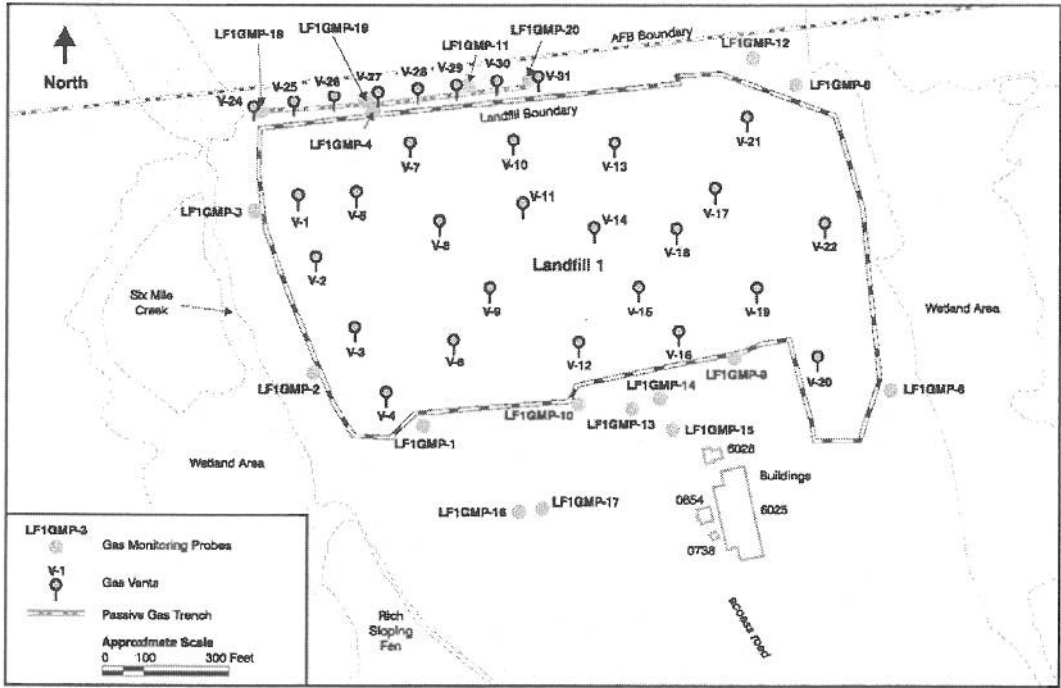 North
LF1GMP-18
LF1GMP-19
LF1GMP-11
LF1GMP-20
AFB Boundary
LF1GMP-12
V-24
V-25
V-26
V-27
V-28
V-29
V-30
V-31
Landfill Boundary
LF1GMP-4
V-7
V-10
V-13
V-21
LF1GMP-3
V-1
V-5
V-8
V-11
V-14
V-17
V-18
V-22
V-2
Landfill 1
Six Mile
Creek
V-9
V-15
V-19
Wetland Area
V-3
V-6
V-12
V-16
V-20
LF1GMP-2
V-4
LF1GMP-1
LF1GMP-10
LF1GMP-14
LF1GMP-9
LF1GMP-13
LF1GMP-15
LF1GMP-6
Wetland Area
6028
Buildings
0654
6025
0738
LF1GMP-16
LF1GMP-17
Rich
Sloping
Fen
access road
LF1GMP-3
Gas Monitoring Probes
V-1
Gas Vents
Passive Gas Trench
Approximate Scale
0 100 300 Feet